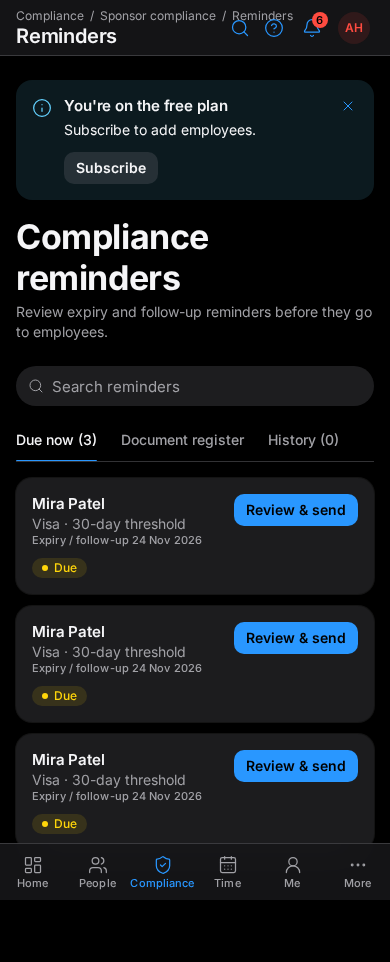 Compliance / Sponsor compliance / Reminders
Reminders
6
AH
You're on the free plan
Subscribe to add employees.
Subscribe
Compliance
reminders
Review expiry and follow-up reminders before they go
to employees.
Search reminders
Due now (3) Document register History (0)
Mira Patel
Review & send
Visa · 30-day threshold
Expiry / follow-up 24 Nov 2026
Due
Mira Patel
Review & send
Visa · 30-day threshold
Expiry / follow-up 24 Nov 2026
Due
Mira Patel
Review & send
Visa · 30-day threshold
Expiry / follow-up 24 Nov 2026
Due
Home People Compliance Time Me More